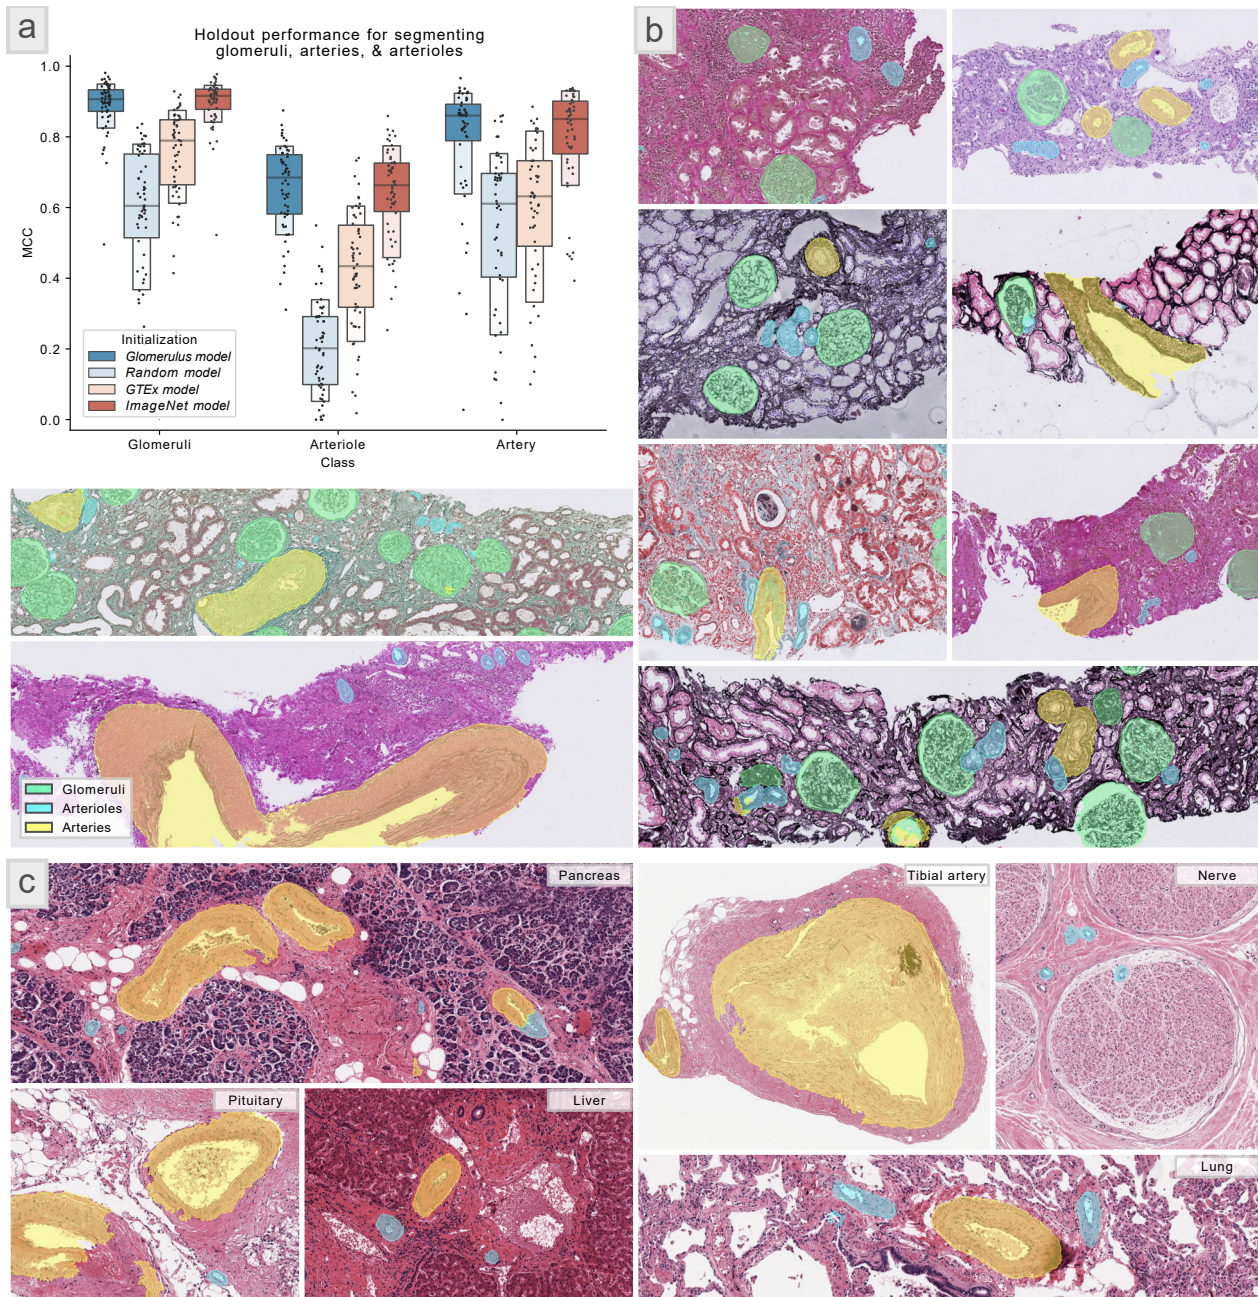 a
Holdout performance for segmenting
glomeruli, arteries, & arterioles
1.0
0.8
0.6
0.4
0.2
0.0
MCC
Initialization
Glomerulus model
Random model
GTEx model
ImageNet model
Glomeruli
Arteriole
Artery
Class
Glomeruli
Arterioles
Arteries
b
c
Pancreas
Tibial artery
Nerve
Pituitary
Liver
Lung